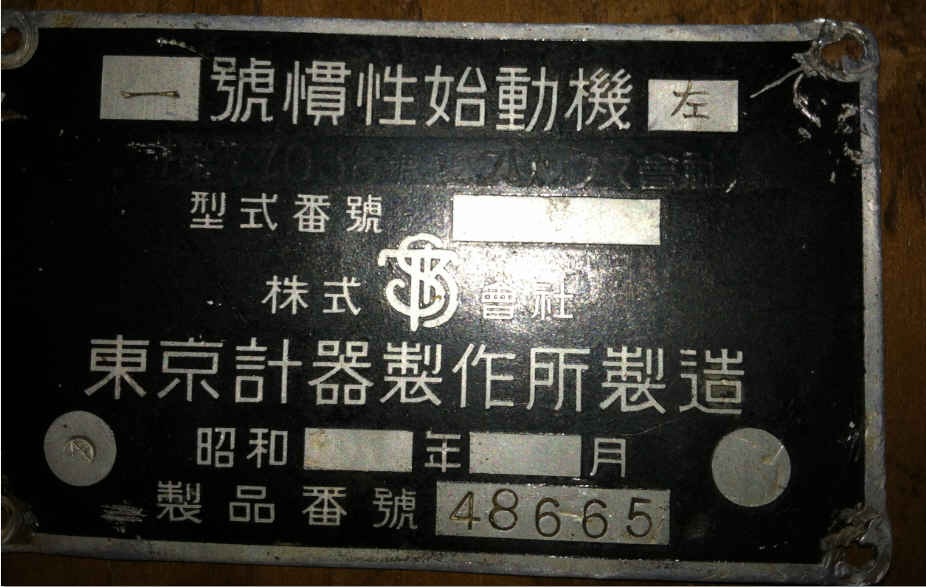 一號慣性始動機 左
型式番號
株式 TKS 會社
東京計器製作所製造
昭和 年 月
製品番號 48665